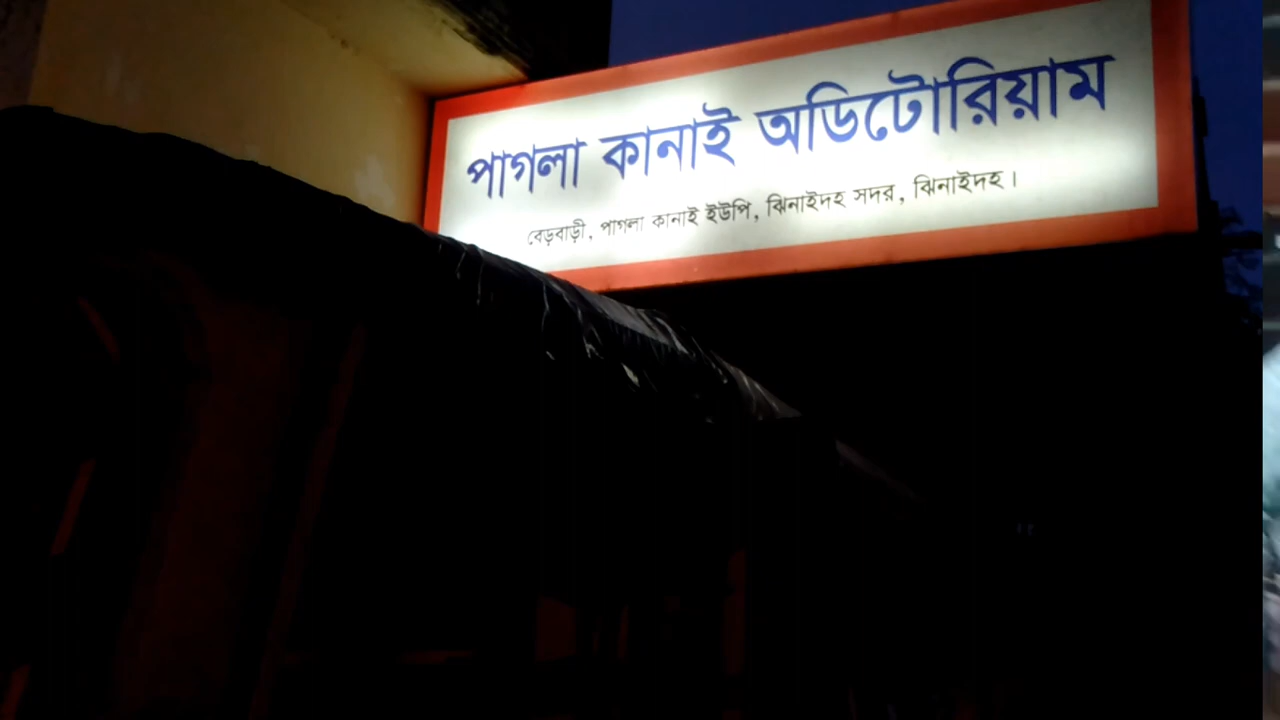 পাগলা কানাই অডিটোরিয়াম
বেড়বাড়ী, পাগলা কানাই ইউপি, ঝিনাইদহ সদর, ঝিনাইদহ।